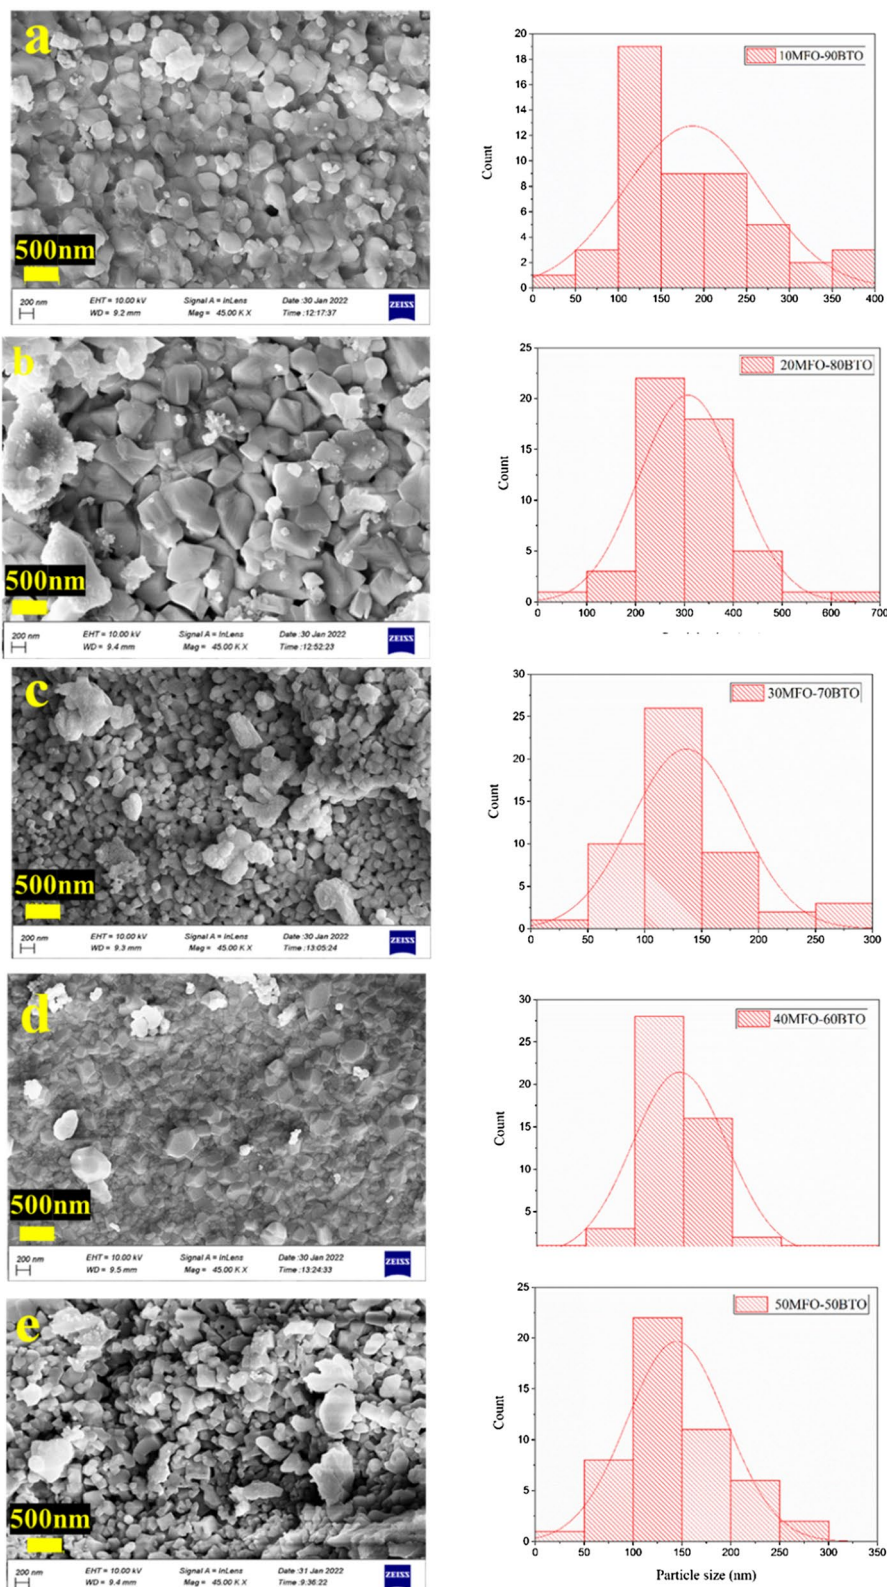 a
500nm
200 nm
EHT = 10.00 kV
Signal A = InLens
Date :30 Jan 2022
WD = 9.2 mm
Mag = 45.00 K X
Time :12:17:37
ZEISS
20
18
16
14
12
10
8
6
4
2
0
Count
10MFO-90BTO
0 50 100 150 200 250 300 350 400
Particle size (nm)
b
500nm
200 nm
EHT = 10.00 kV
Signal A = InLens
Date :30 Jan 2022
WD = 9.4 mm
Mag = 45.00 K X
Time :12:52:23
ZEISS
25
20
15
10
5
0
Count
20MFO-80BTO
0 100 200 300 400 500 600 700
c
500nm
200 nm
EHT = 10.00 kV
Signal A = InLens
Date :30 Jan 2022
WD = 9.3 mm
Mag = 45.00 K X
Time :13:05:24
ZEISS
30
25
20
15
10
5
0
Count
30MFO-70BTO
0 50 100 150 200 250 300
d
500nm
200 nm
EHT = 10.00 kV
Signal A = InLens
Date :30 Jan 2022
WD = 9.5 mm
Mag = 45.00 K X
Time :13:24:33
ZEISS
30
25
20
15
10
5
Count
40MFO-60BTO
e
500nm
200 nm
EHT = 10.00 kV
Signal A = InLens
Date :31 Jan 2022
WD = 9.4 mm
Mag = 45.00 K X
Time :9:36:22
ZEISS
25
20
15
10
5
0
Count
50MFO-50BTO
0 50 100 150 200 250 300 350
Particle size (nm)